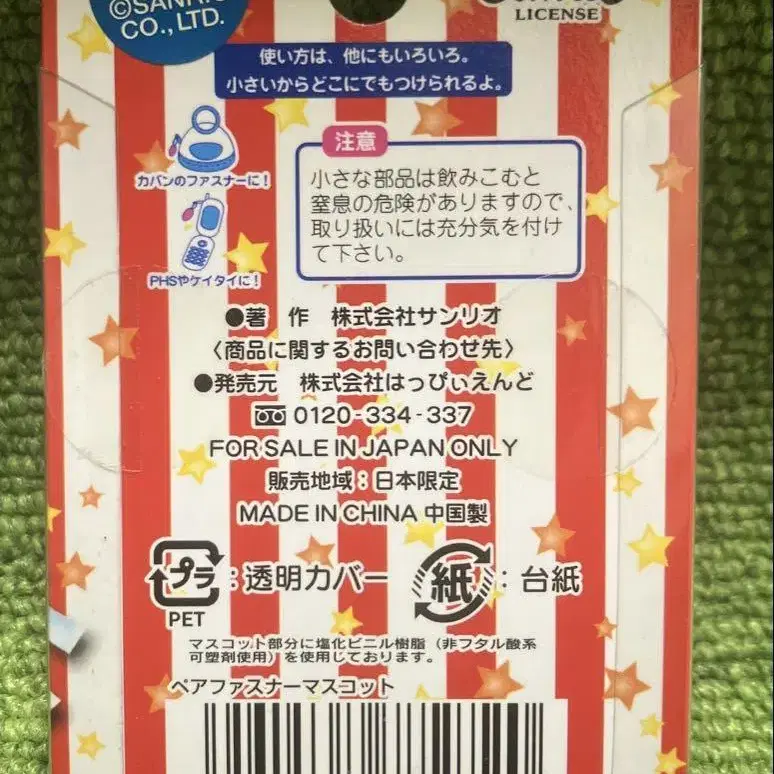 ©SANRIO
CO., LTD.
LICENSE
使い方は、他にもいろいろ。
小さいからどこにでもつけられるよ。
カバンのファスナーに!
PHSやケイタイに!
注意
小さな部品は飲みこむと
窒息の危険がありますので、
取り扱いには充分気を付け
て下さい。
●著 作 株式会社サンリオ
〈商品に関するお問い合わせ先〉
●発売元 株式会社はっぴぃえんど
0120-334-337
FOR SALE IN JAPAN ONLY
販売地域:日本限定
MADE IN CHINA 中国製
プラ:透明カバー 紙:台紙
PET
マスコット部分に塩化ビニル樹脂(非フタル酸系
可塑剤使用)を使用しております。
ペアファスナーマスコット